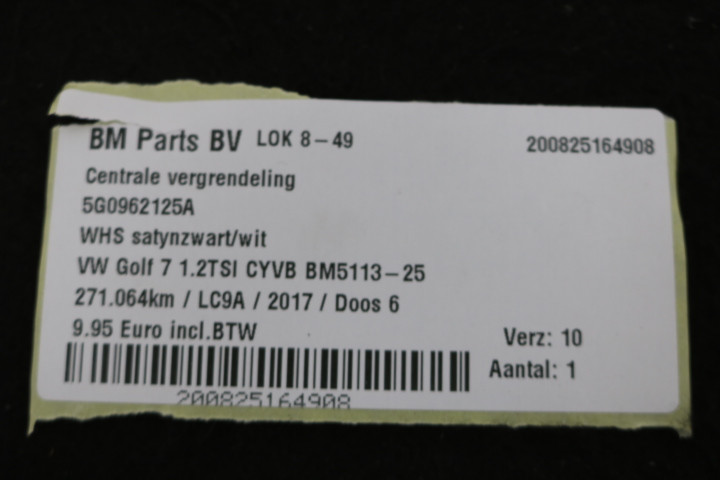 BM Parts BV LOK 8-49 200825164908
Centrale vergrendeling
5G0962125A
WHS satynzwart/wit
VW Golf 7 1.2TSI CYVB BM5113-25
271.064km / LC9A / 2017 / Doos 6
9.95 Euro incl.BTW
Verz: 10
Aantal: 1
200825164908